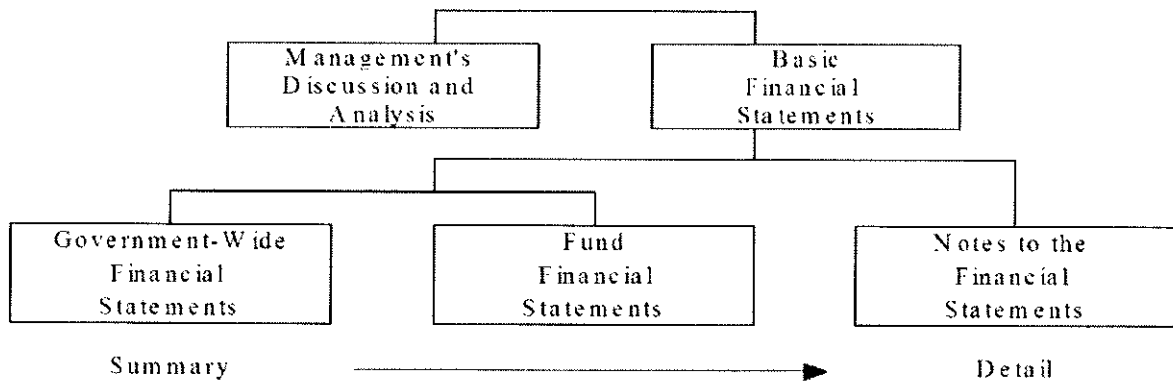 Management's
Discussion and
Analysis
Basic
Financial
Statements
Government-Wide
Financial
Statements
Fund
Financial
Statements
Notes to the
Financial
Statements
Summary
Detail